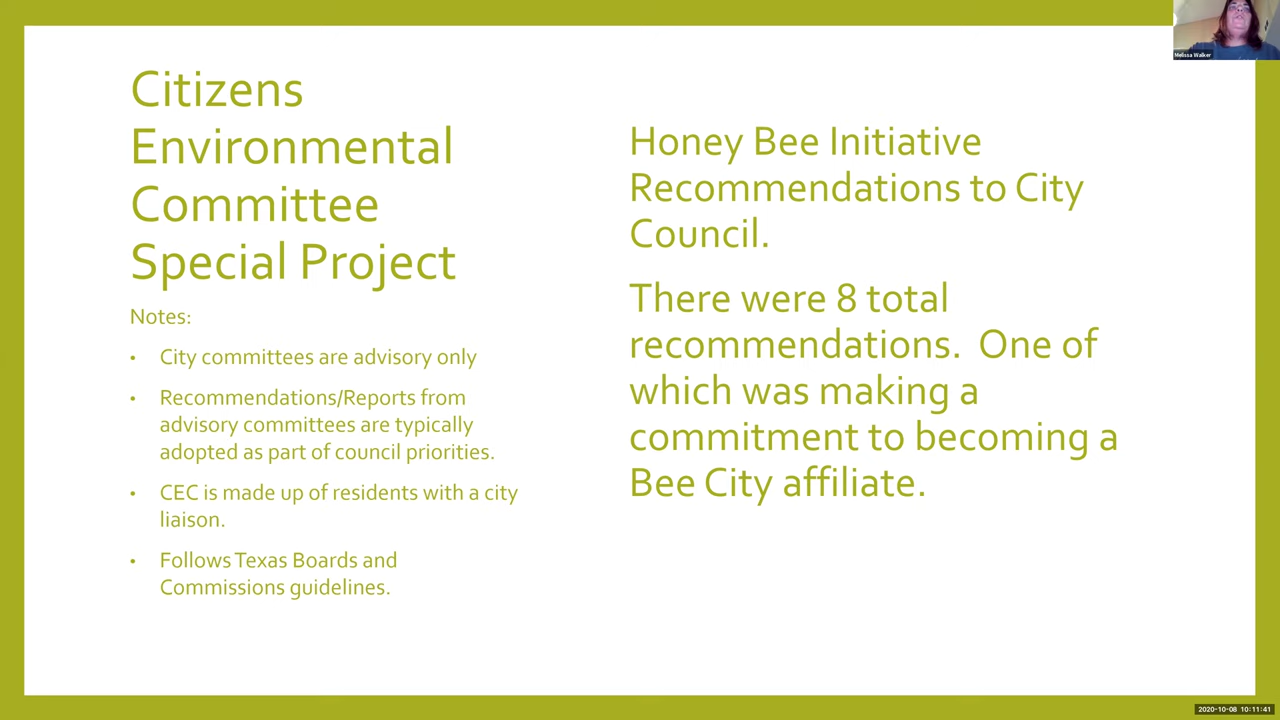 Citizens
Environmental
Committee
Special Project
Notes:
• City committees are advisory only
• Recommendations/Reports from
advisory committees are typically
adopted as part of council priorities.
• CEC is made up of residents with a city
liaison.
• Follows Texas Boards and
Commissions guidelines.
Honey Bee Initiative
Recommendations to City
Council.
There were 8 total
recommendations. One of
which was making a
commitment to becoming a
Bee City affiliate.
Melissa Walker
2020-10-08 10:11:41